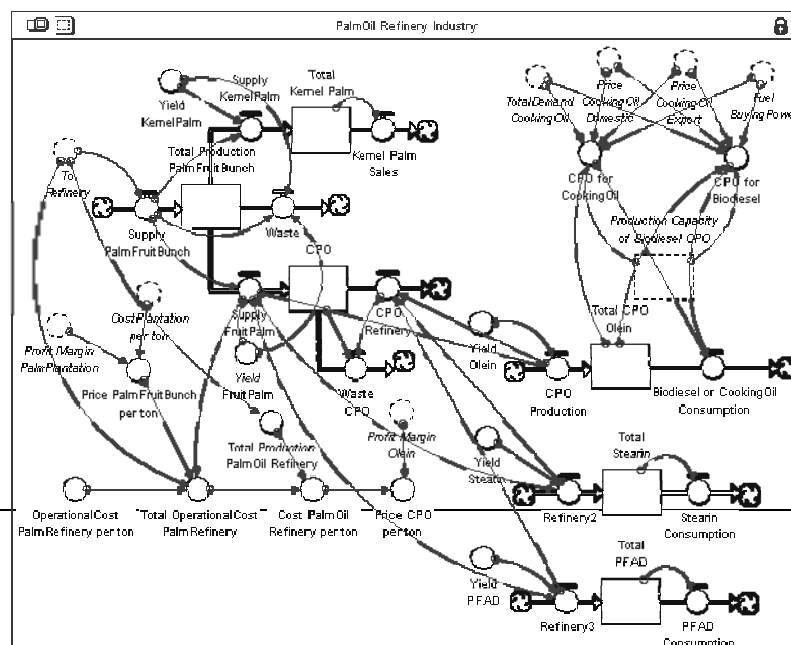 PalmOil Refinery Industry
Supply
KernelPalm
Total
Kernel Palm
Yield
KernelPalm
Kernel Palm
Sales
Total Production
PalmFruitBunch
To
Refinery
Supply
PalmFruitBunch
Waste
CPO
TotalDemand
CookingOil
Price
CookingOil
Domestic
Price
CookingOil
Export
Fuel
BuyingPowe
CPO for
CookingOil
CPO for
Biodiesel
Production Capacity
of Biodiesel CPO
CostPlantation
per ton
Supply
FruitPalm
CPO
Refinery
Total CPO
Olein
Profit Margin
PalmPlantation
Yield
FruitPalm
Yield
Olein
Price PalmFruitBunch
per ton
Waste
CPO
CPO
Production
Biodiesel or CookingOil
Consumption
Total Production
PalmOil Refinery
Profit Margin
Olein
Yield
Stearin
Total
Stearin
OperationalCost
PalmRefinery per ton
Total OperationalCost
PalmRefinery
Cost PalmOil
Refinery per ton
Price CPO
per ton
Refinery2
Stearin
Consumption
Yield
PFAD
Total
PFAD
Refinery3
PFAD
Consumption